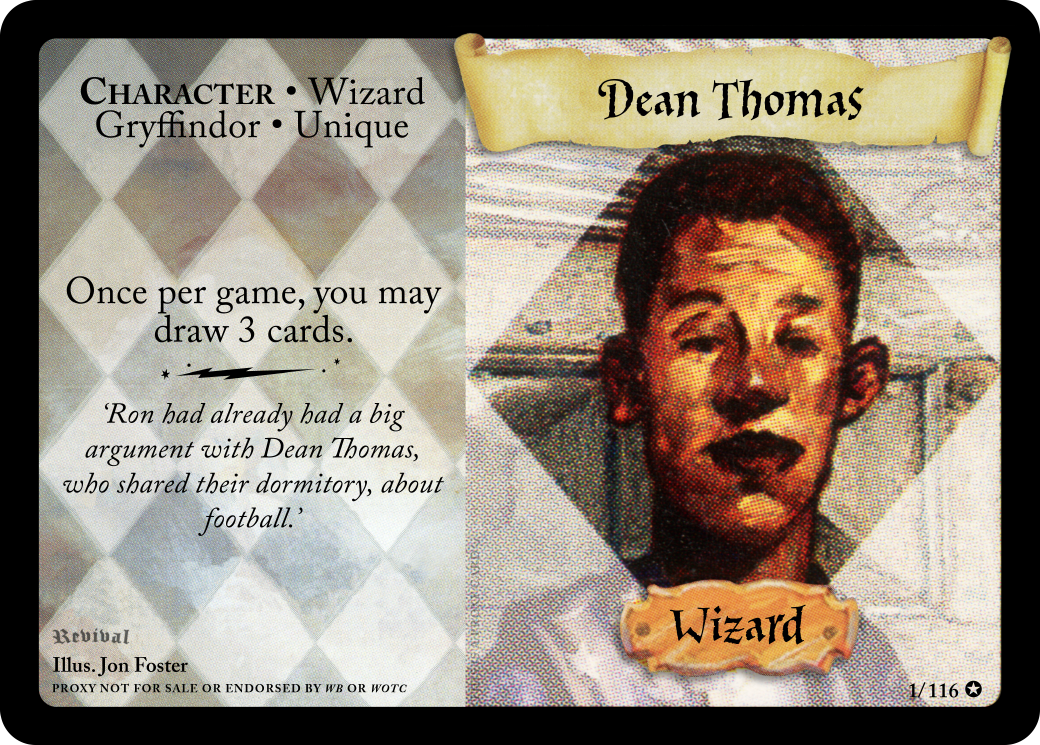 CHARACTER • Wizard
Gryffindor • Unique
Dean Thomas
Once per game, you may
draw 3 cards.
‘Ron had already had a big
argument with Dean Thomas,
who shared their dormitory, about
football.’
Wizard
Revival
Illus. Jon Foster
PROXY NOT FOR SALE OR ENDORSED BY WB OR WOTC
1/116